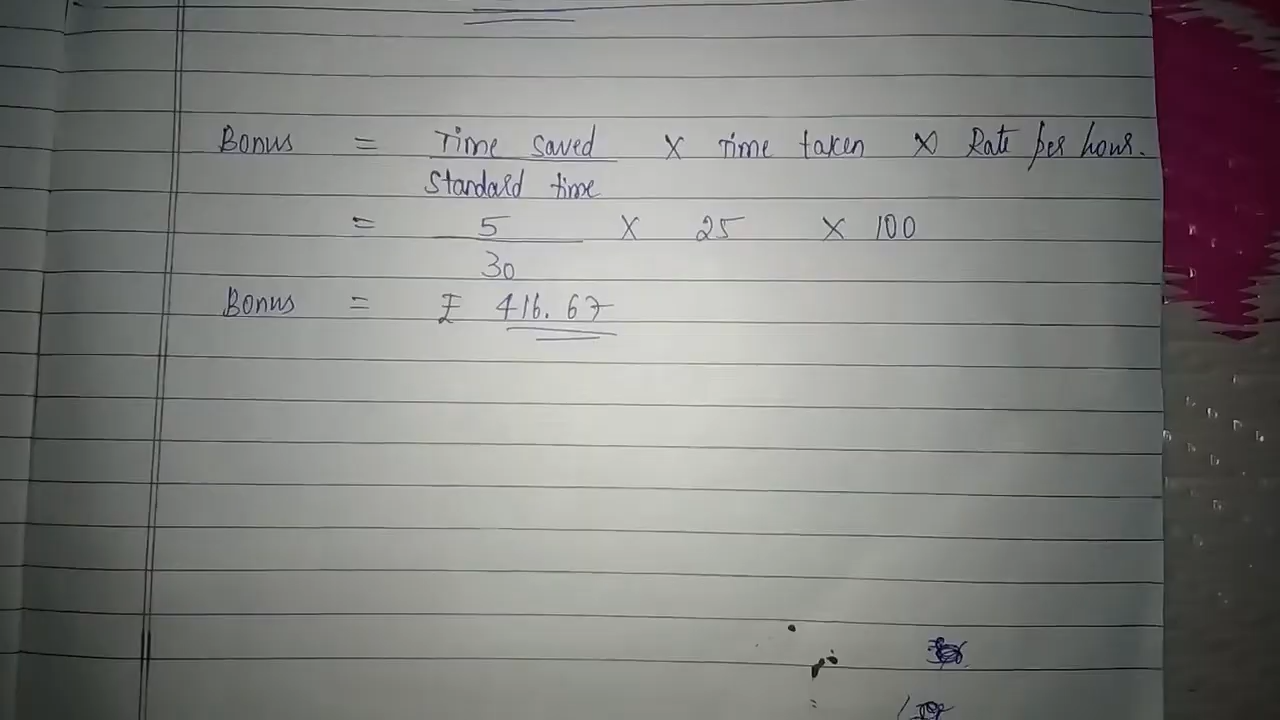 Bonus = Time saved × Time taken × Rate per hour.
Standard time
= 5 × 25 × 100
30
Bonus = ₹ 416.67